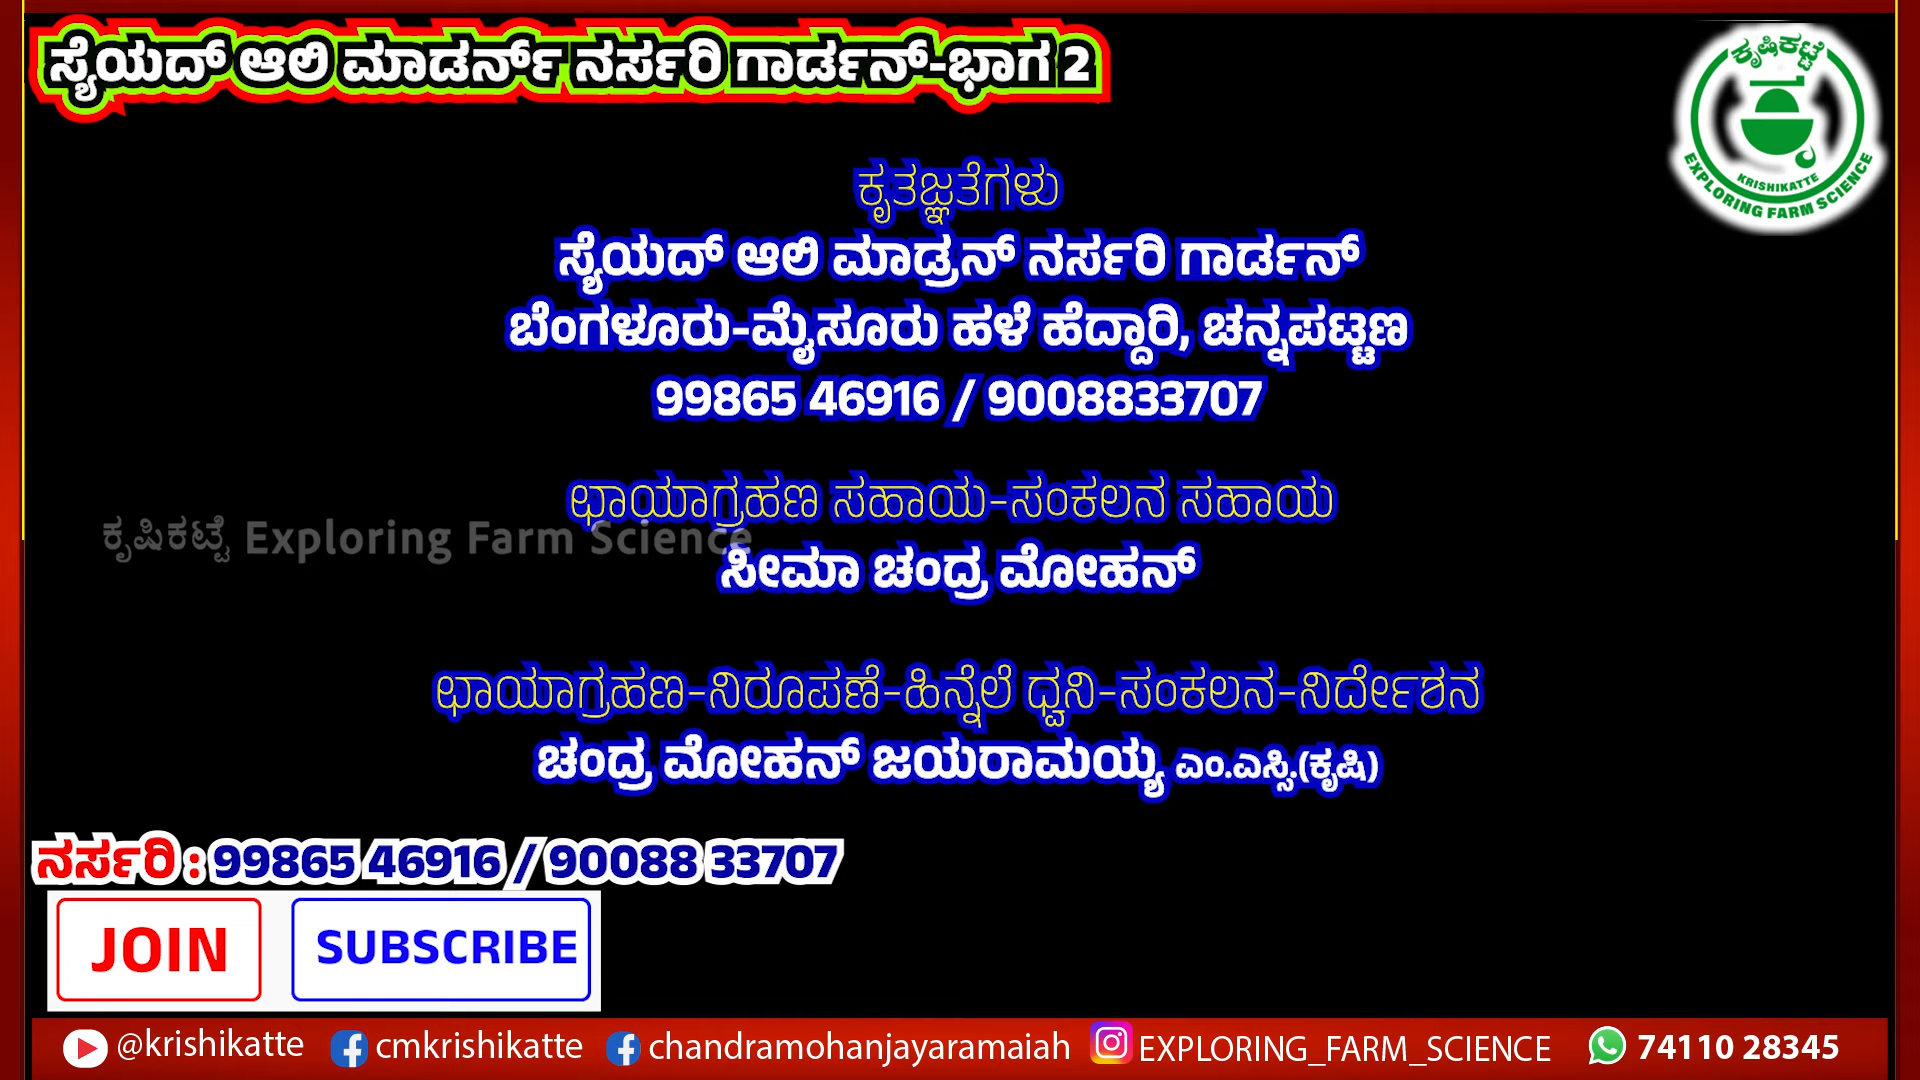 ಸೈಯದ್ ಆಲಿ ಮಾಡರ್ನ್ ನರ್ಸರಿ ಗಾರ್ಡನ್-ಭಾಗ 2
ಕೃಷಿಕಟ್ಟೆ
KRISHIKATTE
EXPLORING FARM SCIENCE
ಕೃತಜ್ಞತೆಗಳು
ಸೈಯದ್ ಆಲಿ ಮಾಡ್ರನ್ ನರ್ಸರಿ ಗಾರ್ಡನ್
ಬೆಂಗಳೂರು-ಮೈಸೂರು ಹಳೆ ಹೆದ್ದಾರಿ, ಚನ್ನಪಟ್ಟಣ
99865 46916 / 9008833707
ಛಾಯಾಗ್ರಹಣ ಸಹಾಯ-ಸಂಕಲನ ಸಹಾಯ
ಕೃಷಿಕಟ್ಟೆ Exploring Farm Science
ಸೀಮಾ ಚಂದ್ರ ಮೋಹನ್
ಛಾಯಾಗ್ರಹಣ-ನಿರೂಪಣೆ-ಹಿನ್ನೆಲೆ ಧ್ವನಿ-ಸಂಕಲನ-ನಿರ್ದೇಶನ
ಚಂದ್ರ ಮೋಹನ್ ಜಯರಾಮಯ್ಯ ಎಂ.ಎಸ್ಸಿ.(ಕೃಷಿ)
ನರ್ಸರಿ : 99865 46916 / 90088 33707
JOIN SUBSCRIBE
@krishikatte cmkrishikatte chandramohanjayaramaiah EXPLORING_FARM_SCIENCE 74110 28345